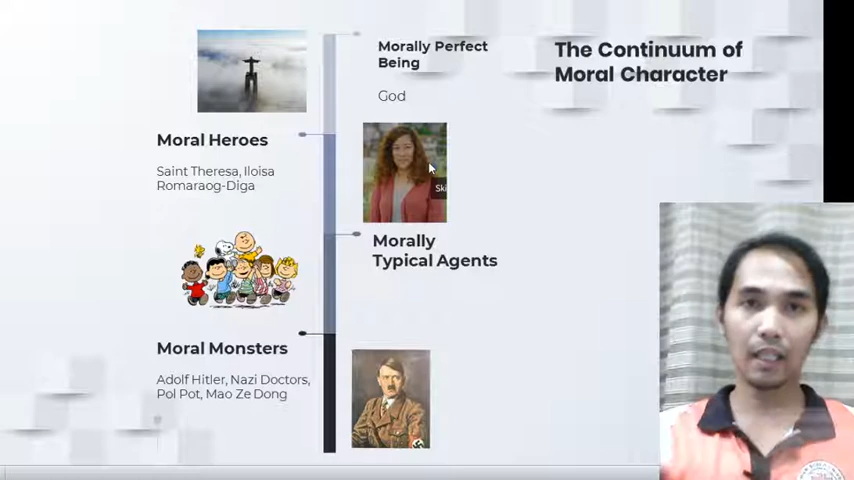 The Continuum of
Moral Character
Morally Perfect
Being
God
Moral Heroes
Saint Theresa, Iloisa
Romaraog-Diga
Ski
Morally
Typical Agents
Moral Monsters
Adolf Hitler, Nazi Doctors,
Pol Pot, Mao Ze Dong